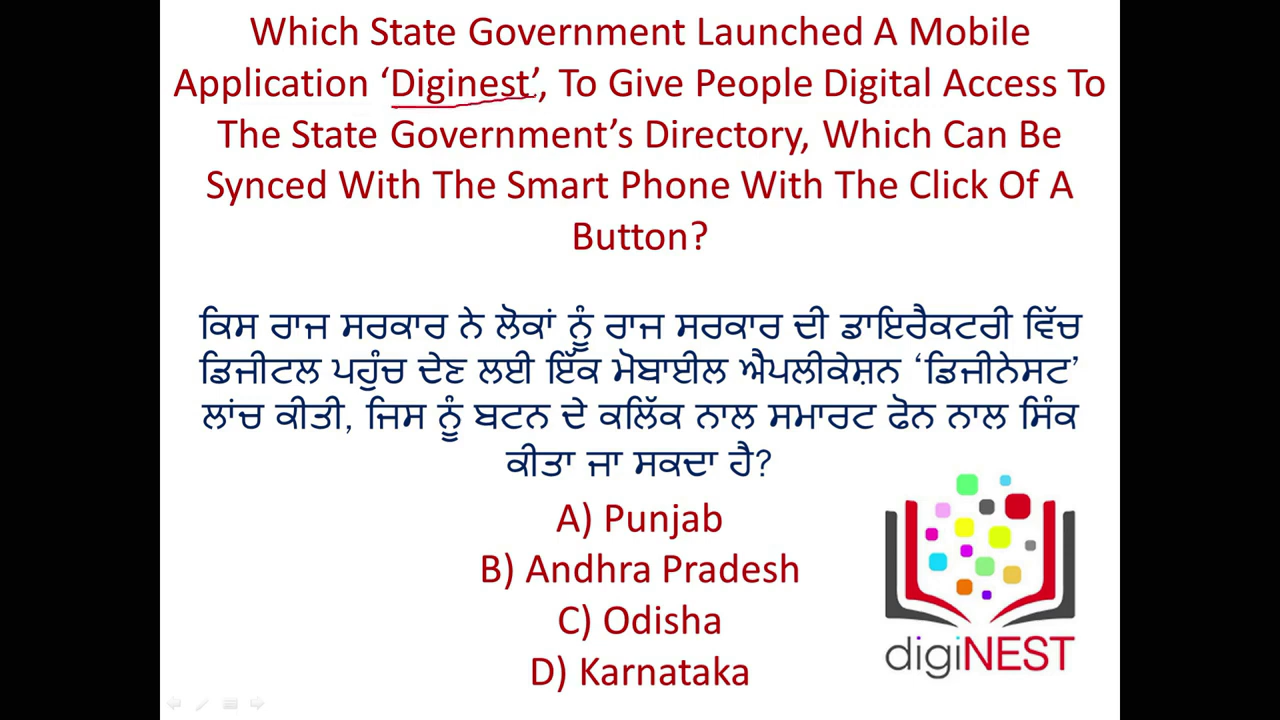 Which State Government Launched A Mobile
Application ‘Diginest’, To Give People Digital Access To
The State Government’s Directory, Which Can Be
Synced With The Smart Phone With The Click Of A
Button?
ਕਿਸ ਰਾਜ ਸਰਕਾਰ ਨੇ ਲੋਕਾਂ ਨੂੰ ਰਾਜ ਸਰਕਾਰ ਦੀ ਡਾਇਰੈਕਟਰੀ ਵਿੱਚ
ਡਿਜੀਟਲ ਪਹੁੰਚ ਦੇਣ ਲਈ ਇੱਕ ਮੋਬਾਈਲ ਐਪਲੀਕੇਸ਼ਨ ‘ਡਿਜੀਨੇਸਟ’
ਲਾਂਚ ਕੀਤੀ, ਜਿਸ ਨੂੰ ਬਟਨ ਦੇ ਕਲਿੱਕ ਨਾਲ ਸਮਾਰਟ ਫੋਨ ਨਾਲ ਸਿੰਕ
ਕੀਤਾ ਜਾ ਸਕਦਾ ਹੈ?
A) Punjab
B) Andhra Pradesh
C) Odisha
D) Karnataka
digiNEST